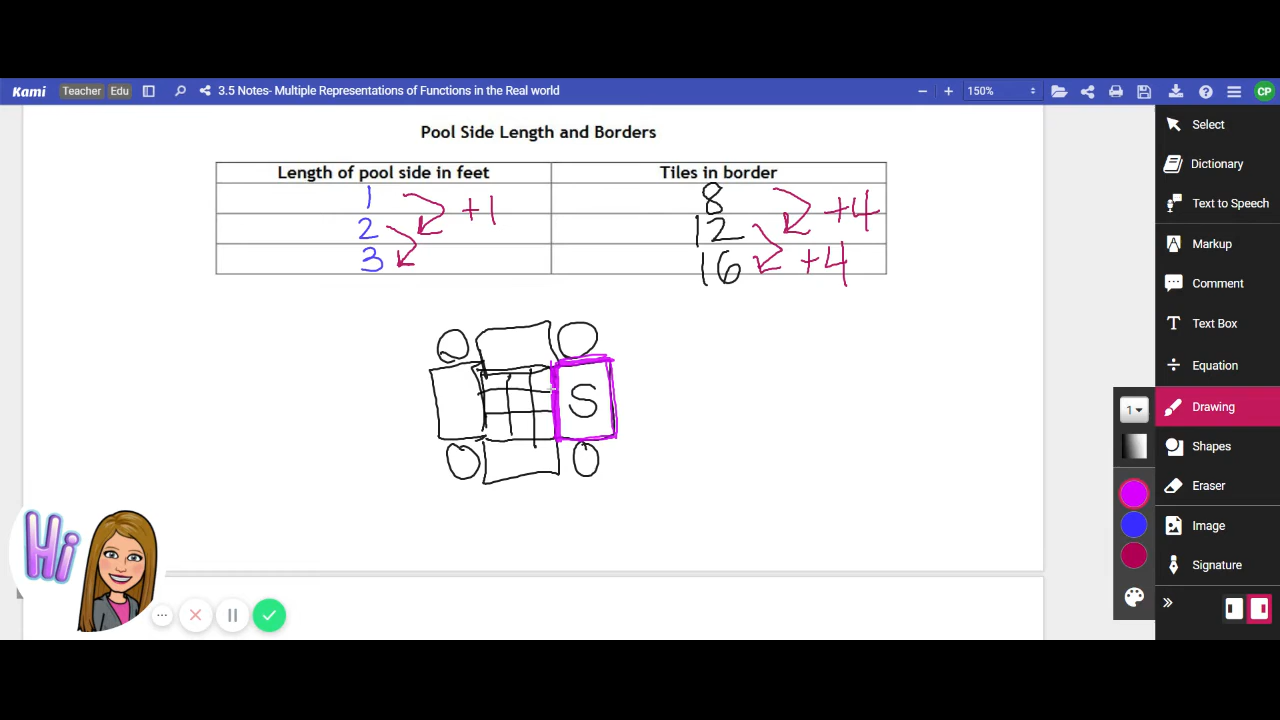 Kami Teacher Edu 3.5 Notes- Multiple Representations of Functions in the Real world 150% CP
Pool Side Length and Borders
Length of pool side in feet Tiles in border
1 +1 8 +4
2 12 +4
3 16
S
Hi
Select
Dictionary
Text to Speech
Markup
Comment
Text Box
Equation
1 Drawing
Shapes
Eraser
Image
Signature